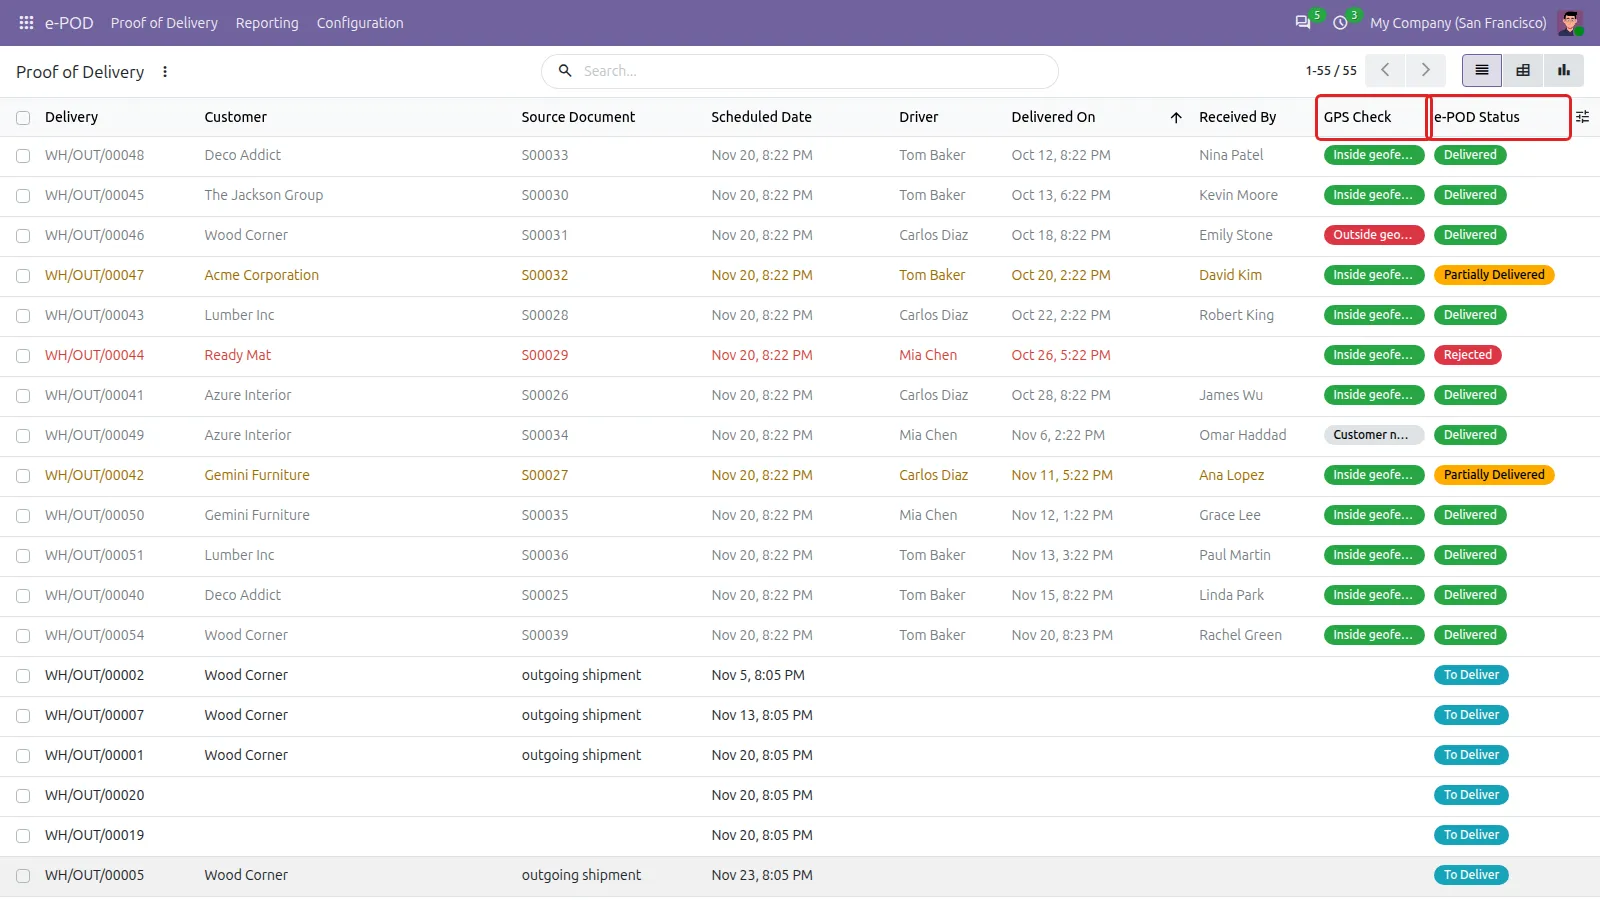 e-POD Proof of Delivery Reporting Configuration 5 3 My Company (San Francisco)
Proof of Delivery Search... 1-55 / 55
Delivery Customer Source Document Scheduled Date Driver Delivered On Received By GPS Check e-POD Status
WH/OUT/00048 Deco Addict S00033 Nov 20, 8:22 PM Tom Baker Oct 12, 8:22 PM Nina Patel Inside geofe... Delivered
WH/OUT/00045 The Jackson Group S00030 Nov 20, 8:22 PM Tom Baker Oct 13, 6:22 PM Kevin Moore Inside geofe... Delivered
WH/OUT/00046 Wood Corner S00031 Nov 20, 8:22 PM Carlos Diaz Oct 18, 8:22 PM Emily Stone Outside geo... Delivered
WH/OUT/00047 Acme Corporation S00032 Nov 20, 8:22 PM Tom Baker Oct 20, 2:22 PM David Kim Inside geofe... Partially Delivered
WH/OUT/00043 Lumber Inc S00028 Nov 20, 8:22 PM Carlos Diaz Oct 22, 2:22 PM Robert King Inside geofe... Delivered
WH/OUT/00044 Ready Mat S00029 Nov 20, 8:22 PM Mia Chen Oct 26, 5:22 PM Inside geofe... Rejected
WH/OUT/00041 Azure Interior S00026 Nov 20, 8:22 PM Carlos Diaz Oct 28, 8:22 PM James Wu Inside geofe... Delivered
WH/OUT/00049 Azure Interior S00034 Nov 20, 8:22 PM Mia Chen Nov 6, 2:22 PM Omar Haddad Customer n... Delivered
WH/OUT/00042 Gemini Furniture S00027 Nov 20, 8:22 PM Carlos Diaz Nov 11, 5:22 PM Ana Lopez Inside geofe... Partially Delivered
WH/OUT/00050 Gemini Furniture S00035 Nov 20, 8:22 PM Mia Chen Nov 12, 1:22 PM Grace Lee Inside geofe... Delivered
WH/OUT/00051 Lumber Inc S00036 Nov 20, 8:22 PM Tom Baker Nov 13, 3:22 PM Paul Martin Inside geofe... Delivered
WH/OUT/00040 Deco Addict S00025 Nov 20, 8:22 PM Tom Baker Nov 15, 8:22 PM Linda Park Inside geofe... Delivered
WH/OUT/00054 Wood Corner S00039 Nov 20, 8:22 PM Tom Baker Nov 20, 8:23 PM Rachel Green Inside geofe... Delivered
WH/OUT/00002 Wood Corner outgoing shipment Nov 5, 8:05 PM To Deliver
WH/OUT/00007 Wood Corner outgoing shipment Nov 13, 8:05 PM To Deliver
WH/OUT/00001 Wood Corner outgoing shipment Nov 20, 8:05 PM To Deliver
WH/OUT/00020 Nov 20, 8:05 PM To Deliver
WH/OUT/00019 Nov 20, 8:05 PM To Deliver
WH/OUT/00005 Wood Corner outgoing shipment Nov 23, 8:05 PM To Deliver